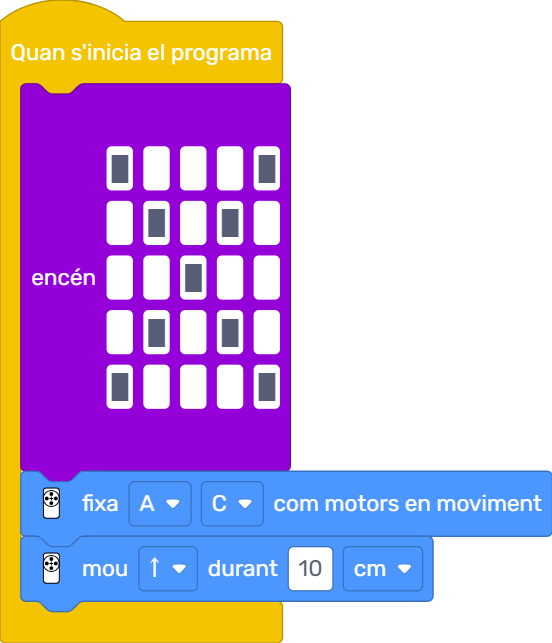 Quan s'inicia el programa
encén
fixa A C com motors en moviment
mou ↑ durant 10 cm